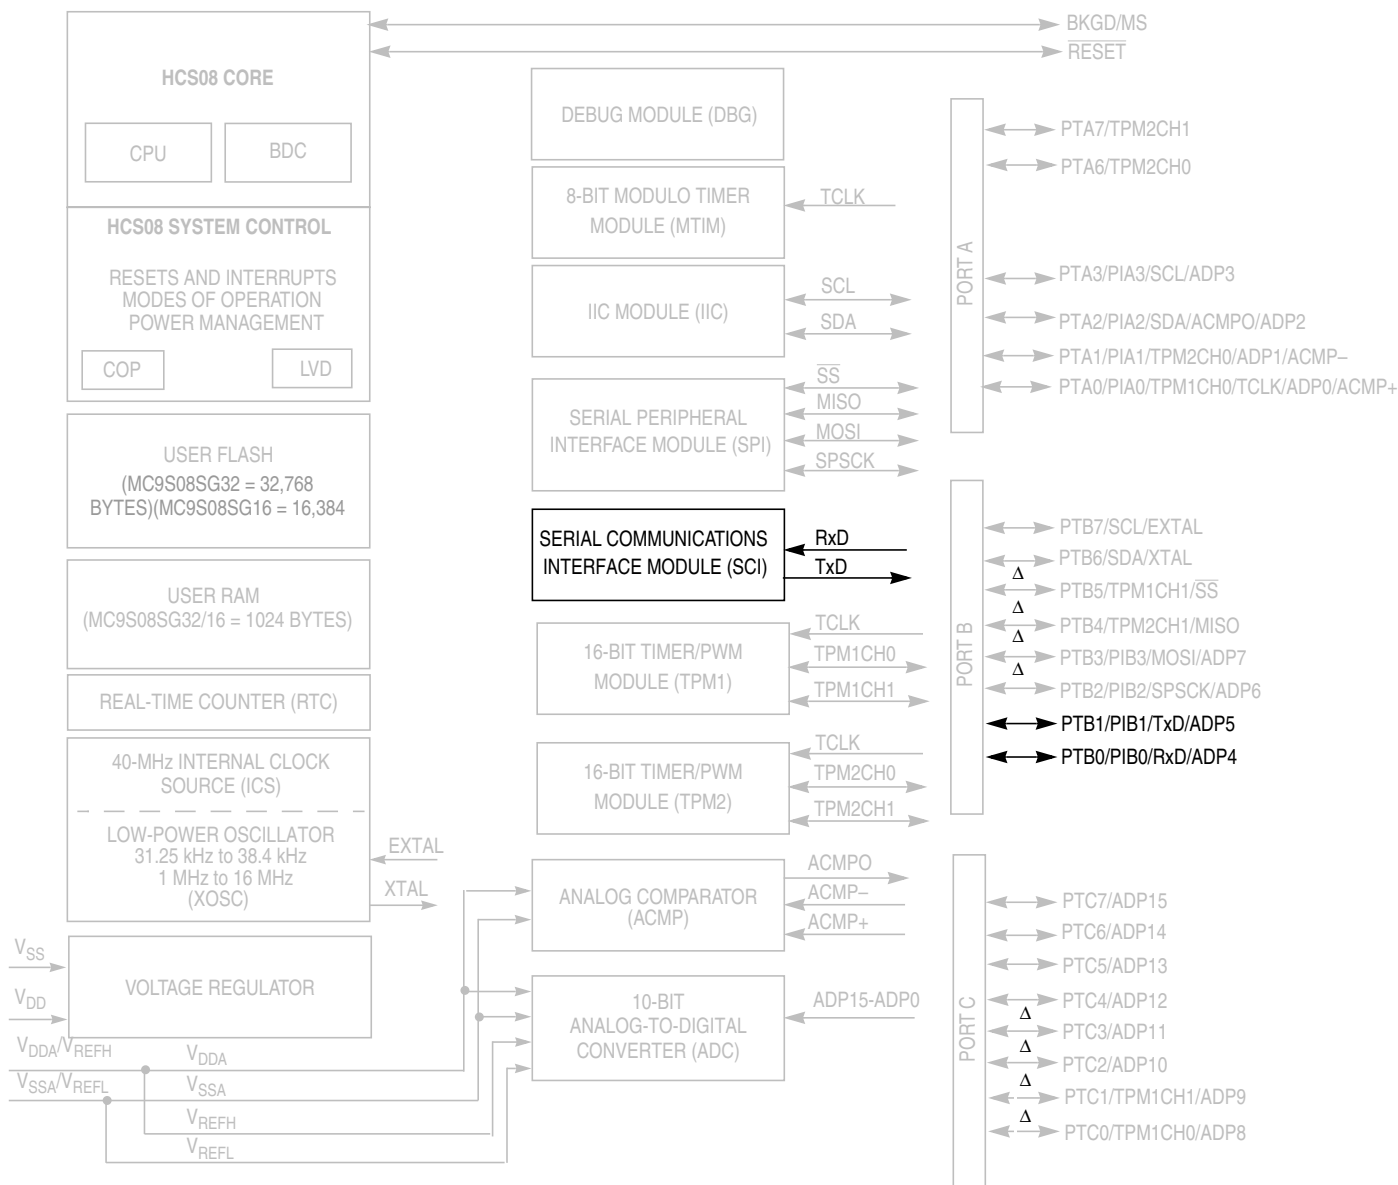 BKGD/MS
RESET
HCS08 CORE
CPU
BDC
HCS08 SYSTEM CONTROL
RESETS AND INTERRUPTS
MODES OF OPERATION
POWER MANAGEMENT
COP
LVD
USER FLASH
(MC9S08SG32 = 32,768
BYTES)(MC9S08SG16 = 16,384
USER RAM
(MC9S08SG32/16 = 1024 BYTES)
REAL-TIME COUNTER (RTC)
40-MHz INTERNAL CLOCK
SOURCE (ICS)
LOW-POWER OSCILLATOR
31.25 kHz to 38.4 kHz
1 MHz to 16 MHz
(XOSC)
EXTAL
XTAL
VSS
VDD
VOLTAGE REGULATOR
VDDA/VREFH
VSSA/VREFL
VDDA
VSSA
VREFH
VREFL
DEBUG MODULE (DBG)
8-BIT MODULO TIMER
MODULE (MTIM)
TCLK
IIC MODULE (IIC)
SCL
SDA
SERIAL PERIPHERAL
INTERFACE MODULE (SPI)
SS
MISO
MOSI
SPSCK
SERIAL COMMUNICATIONS
INTERFACE MODULE (SCI)
RxD
TxD
16-BIT TIMER/PWM
MODULE (TPM1)
TCLK
TPM1CH0
TPM1CH1
16-BIT TIMER/PWM
MODULE (TPM2)
TCLK
TPM2CH0
TPM2CH1
ANALOG COMPARATOR
(ACMP)
ACMPO
ACMP–
ACMP+
10-BIT
ANALOG-TO-DIGITAL
CONVERTER (ADC)
ADP15-ADP0
PORT A
PTA7/TPM2CH1
PTA6/TPM2CH0
PTA3/PIA3/SCL/ADP3
PTA2/PIA2/SDA/ACMPO/ADP2
PTA1/PIA1/TPM2CH0/ADP1/ACMP–
PTA0/PIA0/TPM1CH0/TCLK/ADP0/ACMP+
PORT B
PTB7/SCL/EXTAL
PTB6/SDA/XTAL
Δ
PTB5/TPM1CH1/SS
Δ
PTB4/TPM2CH1/MISO
Δ
PTB3/PIB3/MOSI/ADP7
Δ
PTB2/PIB2/SPSCK/ADP6
PTB1/PIB1/TxD/ADP5
PTB0/PIB0/RxD/ADP4
PORT C
PTC7/ADP15
PTC6/ADP14
PTC5/ADP13
PTC4/ADP12
Δ
PTC3/ADP11
Δ
PTC2/ADP10
Δ
PTC1/TPM1CH1/ADP9
Δ
PTC0/TPM1CH0/ADP8